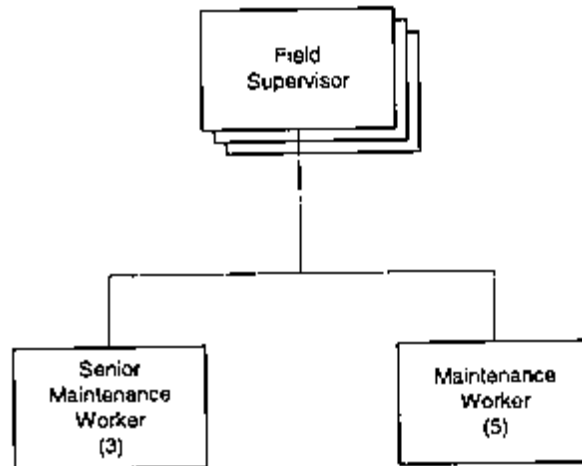 Field
Supervisor
Senior
Maintenance
Worker
(3)
Maintenance
Worker
(5)